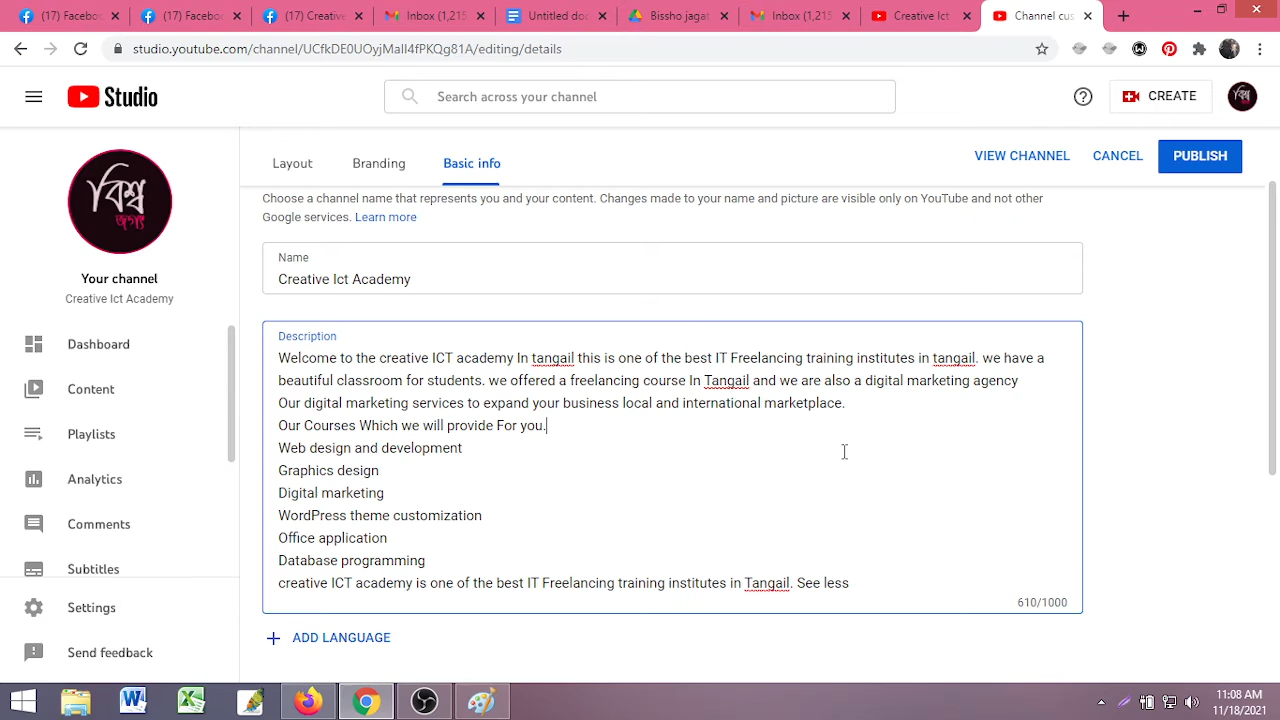 (17) Facebo
(17) Facebo
(17) Creative
Inbox (1,215
Untitled doc
Bissho jagat
Inbox (1,215
Creative Ict
Channel cus
studio.youtube.com/channel/UCfkDE0UOyjMall4fPKQg81A/editing/details
Studio
Search across your channel
CREATE
বিশ্ব
জগৎ
Your channel
Creative Ict Academy
Dashboard
Content
Playlists
Analytics
Comments
Subtitles
Settings
Send feedback
Layout
Branding
Basic info
VIEW CHANNEL
CANCEL
PUBLISH
Choose a channel name that represents you and your content. Changes made to your name and picture are visible only on YouTube and not other
Google services. Learn more
Name
Creative Ict Academy
Description
Welcome to the creative ICT academy In tangail this is one of the best IT Freelancing training institutes in tangail. we have a
beautiful classroom for students. we offered a freelancing course In Tangail and we are also a digital marketing agency
Our digital marketing services to expand your business local and international marketplace.
Our Courses Which we will provide For you.
Web design and development
Graphics design
Digital marketing
WordPress theme customization
Office application
Database programming
creative ICT academy is one of the best IT Freelancing training institutes in Tangail. See less
610/1000
ADD LANGUAGE
11:08 AM
11/18/2021